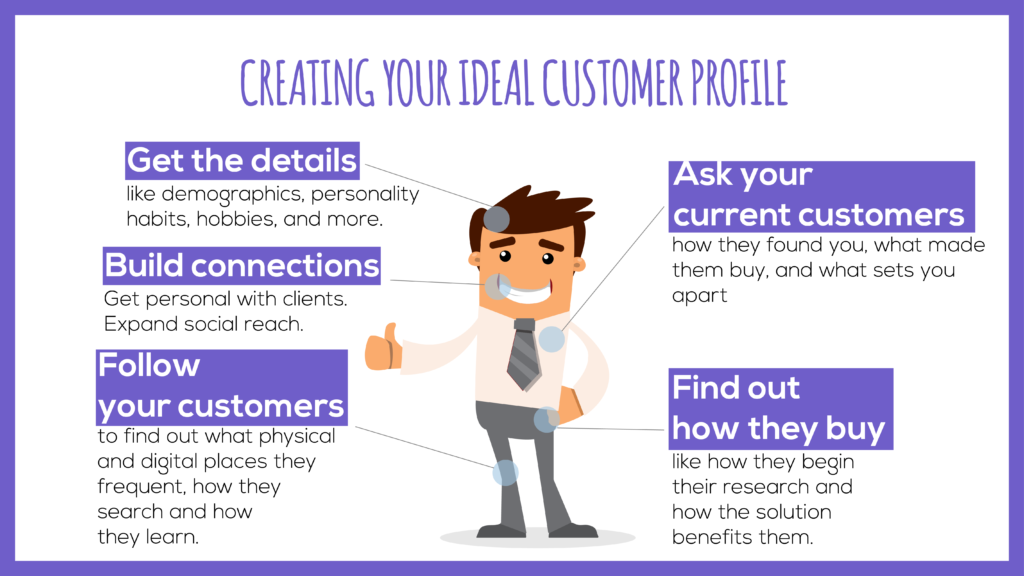 CREATING YOUR IDEAL CUSTOMER PROFILE
Get the details
like demographics, personality
habits, hobbies, and more.
Build connections
Get personal with clients.
Expand social reach.
Follow
your customers
to find out what physical
and digital places they
frequent, how they
search and how
they learn.
Ask your
current customers
how they found you, what made
them buy, and what sets you
apart
Find out
how they buy
like how they begin
their research and
how the solution
benefits them.